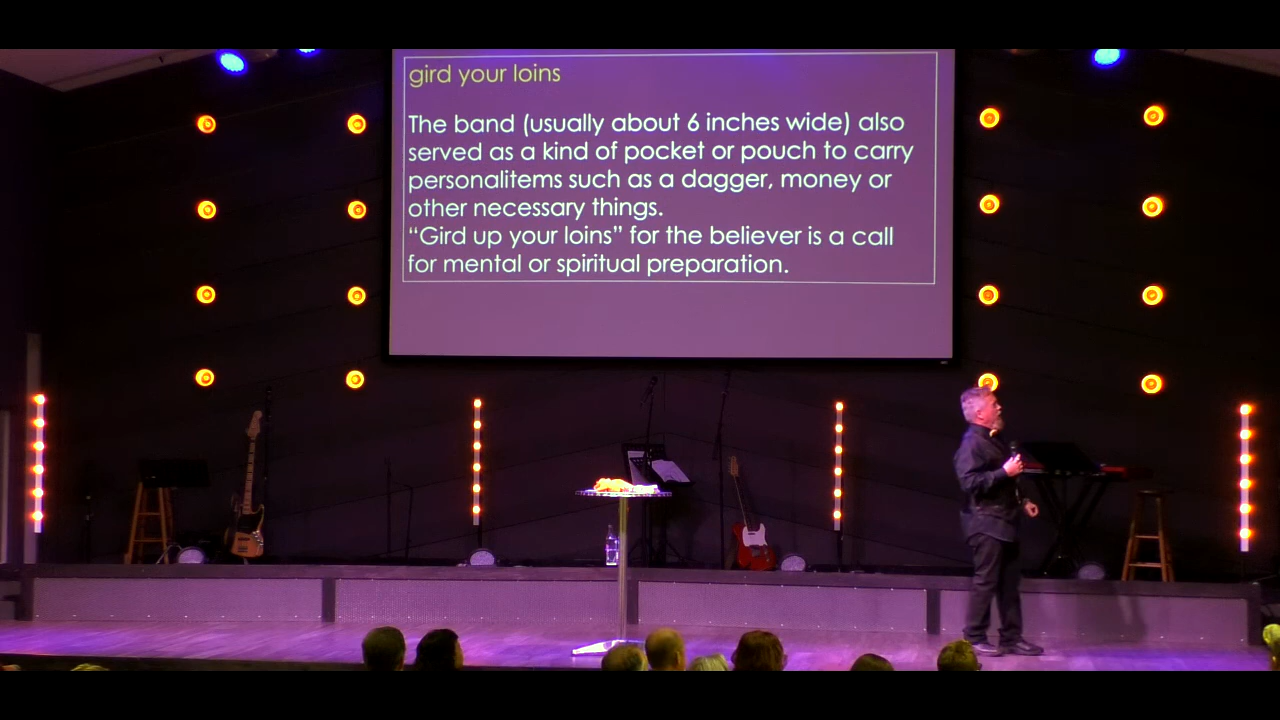 gird your loins
The band (usually about 6 inches wide) also
served as a kind of pocket or pouch to carry
personalitems such as a dagger, money or
other necessary things.
“Gird up your loins” for the believer is a call
for mental or spiritual preparation.